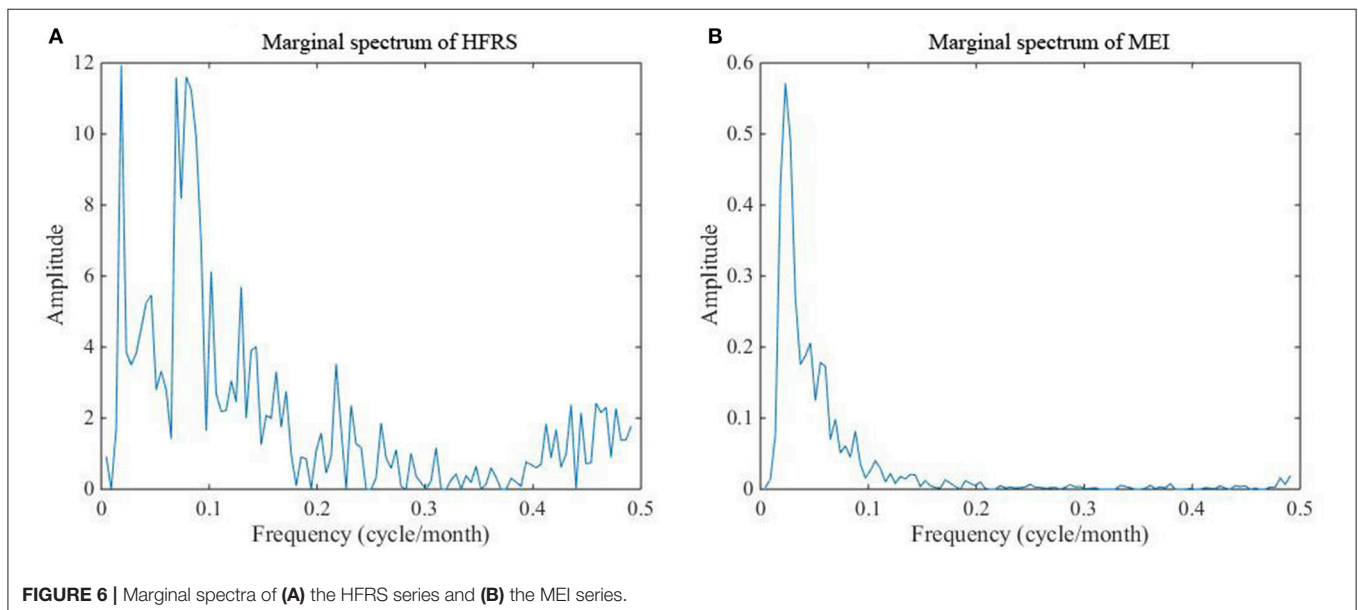 A
Marginal spectrum of HFRS
12
10
8
6
4
2
0
Amplitude
0.1
0.2
0.3
0.4
0.5
Frequency (cycle/month)
B
Marginal spectrum of MEI
0.6
0.5
0.4
0.3
0.2
0.1
0
Amplitude
0
0.1
0.2
0.3
0.4
0.5
Frequency (cycle/month)
FIGURE 6 | Marginal spectra of (A) the HFRS series and (B) the MEI series.